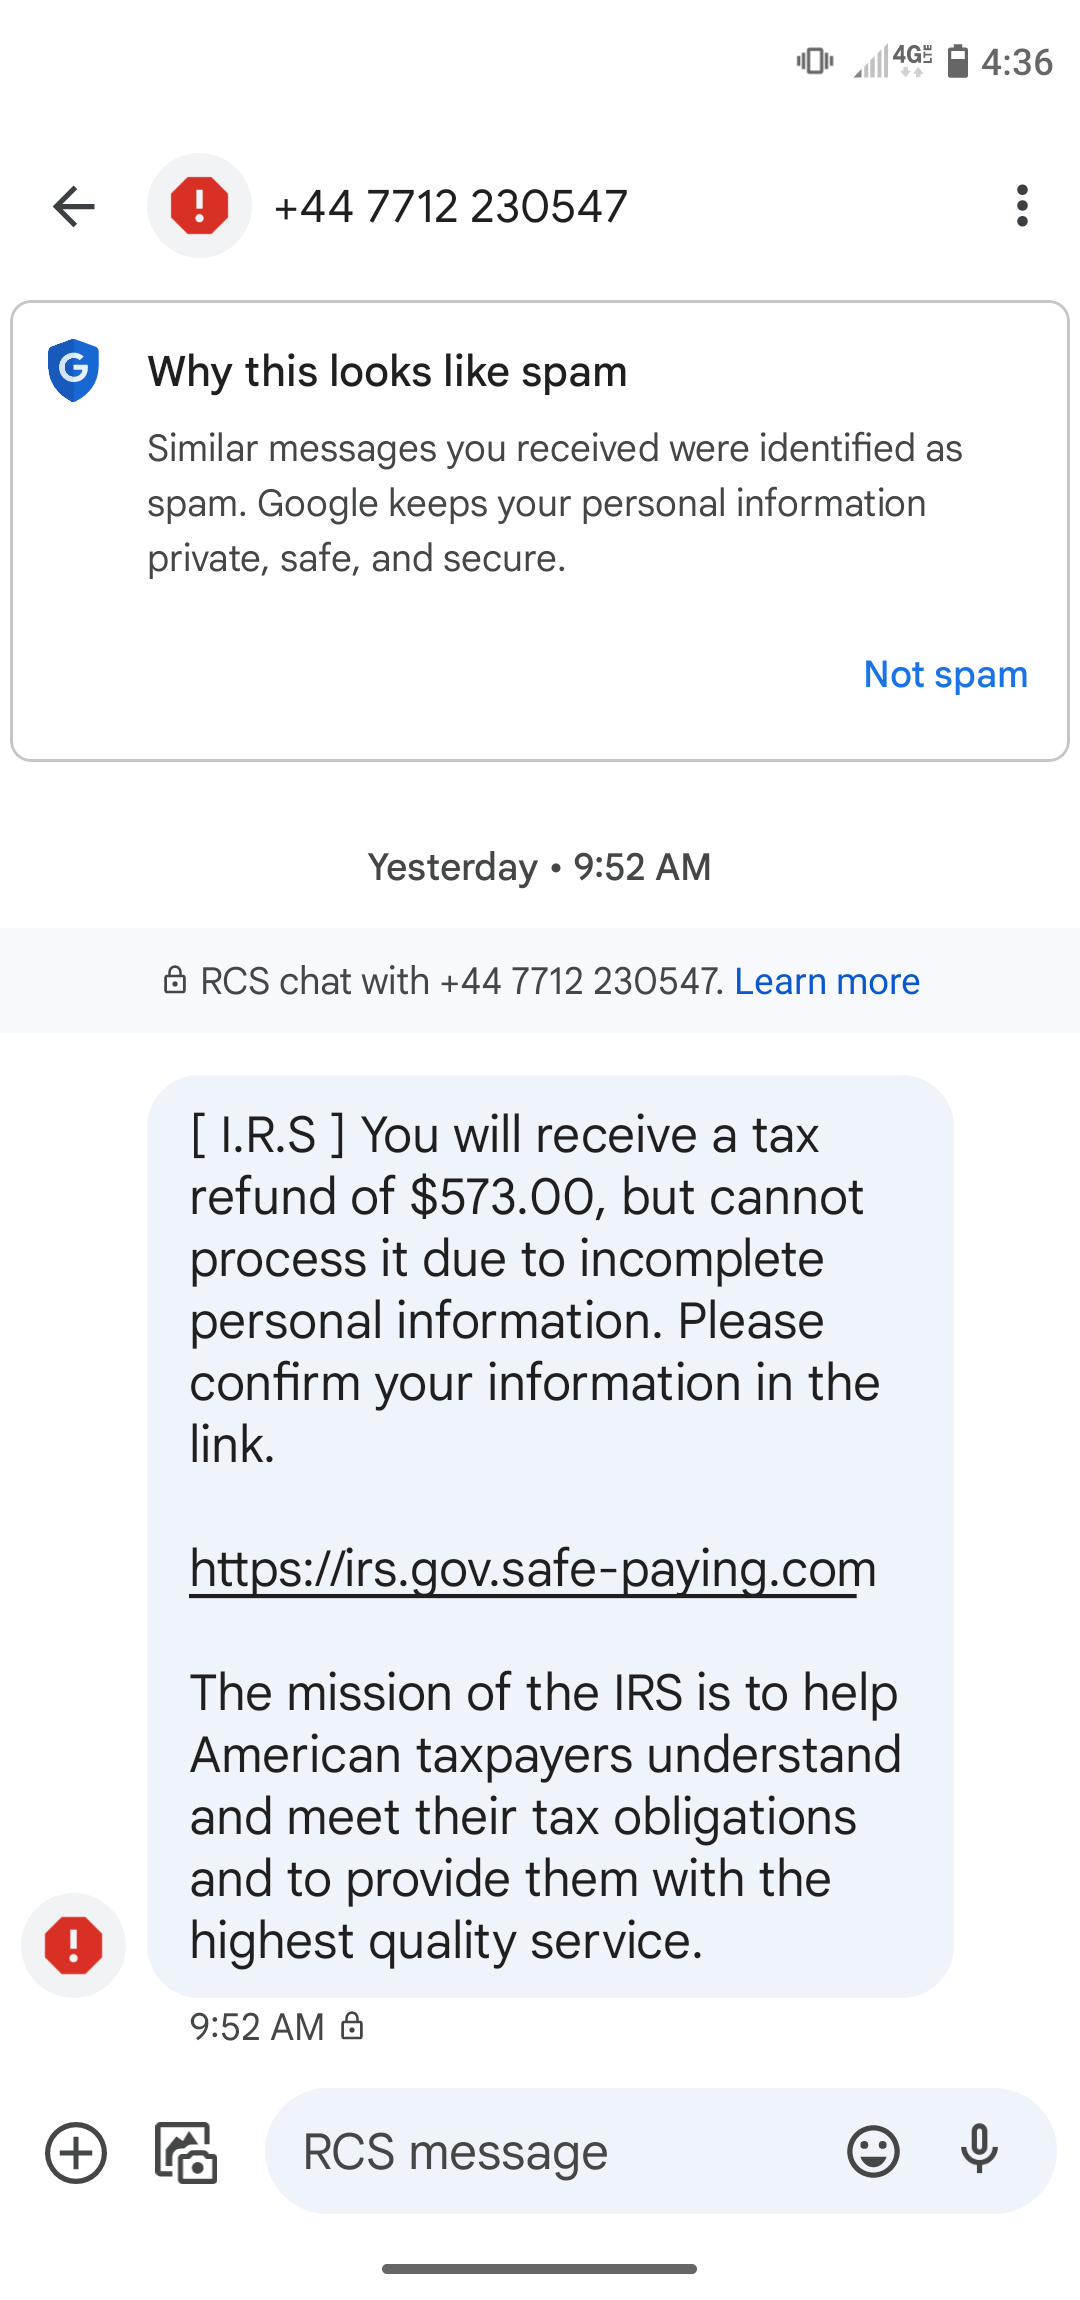 4G LTE 4:36
+44 7712 230547
Why this looks like spam
Similar messages you received were identified as
spam. Google keeps your personal information
private, safe, and secure.
Not spam
Yesterday • 9:52 AM
RCS chat with +44 7712 230547. Learn more
[ I.R.S ] You will receive a tax
refund of $573.00, but cannot
process it due to incomplete
personal information. Please
confirm your information in the
link.
https://irs.gov.safe-paying.com
The mission of the IRS is to help
American taxpayers understand
and meet their tax obligations
and to provide them with the
highest quality service.
9:52 AM
RCS message